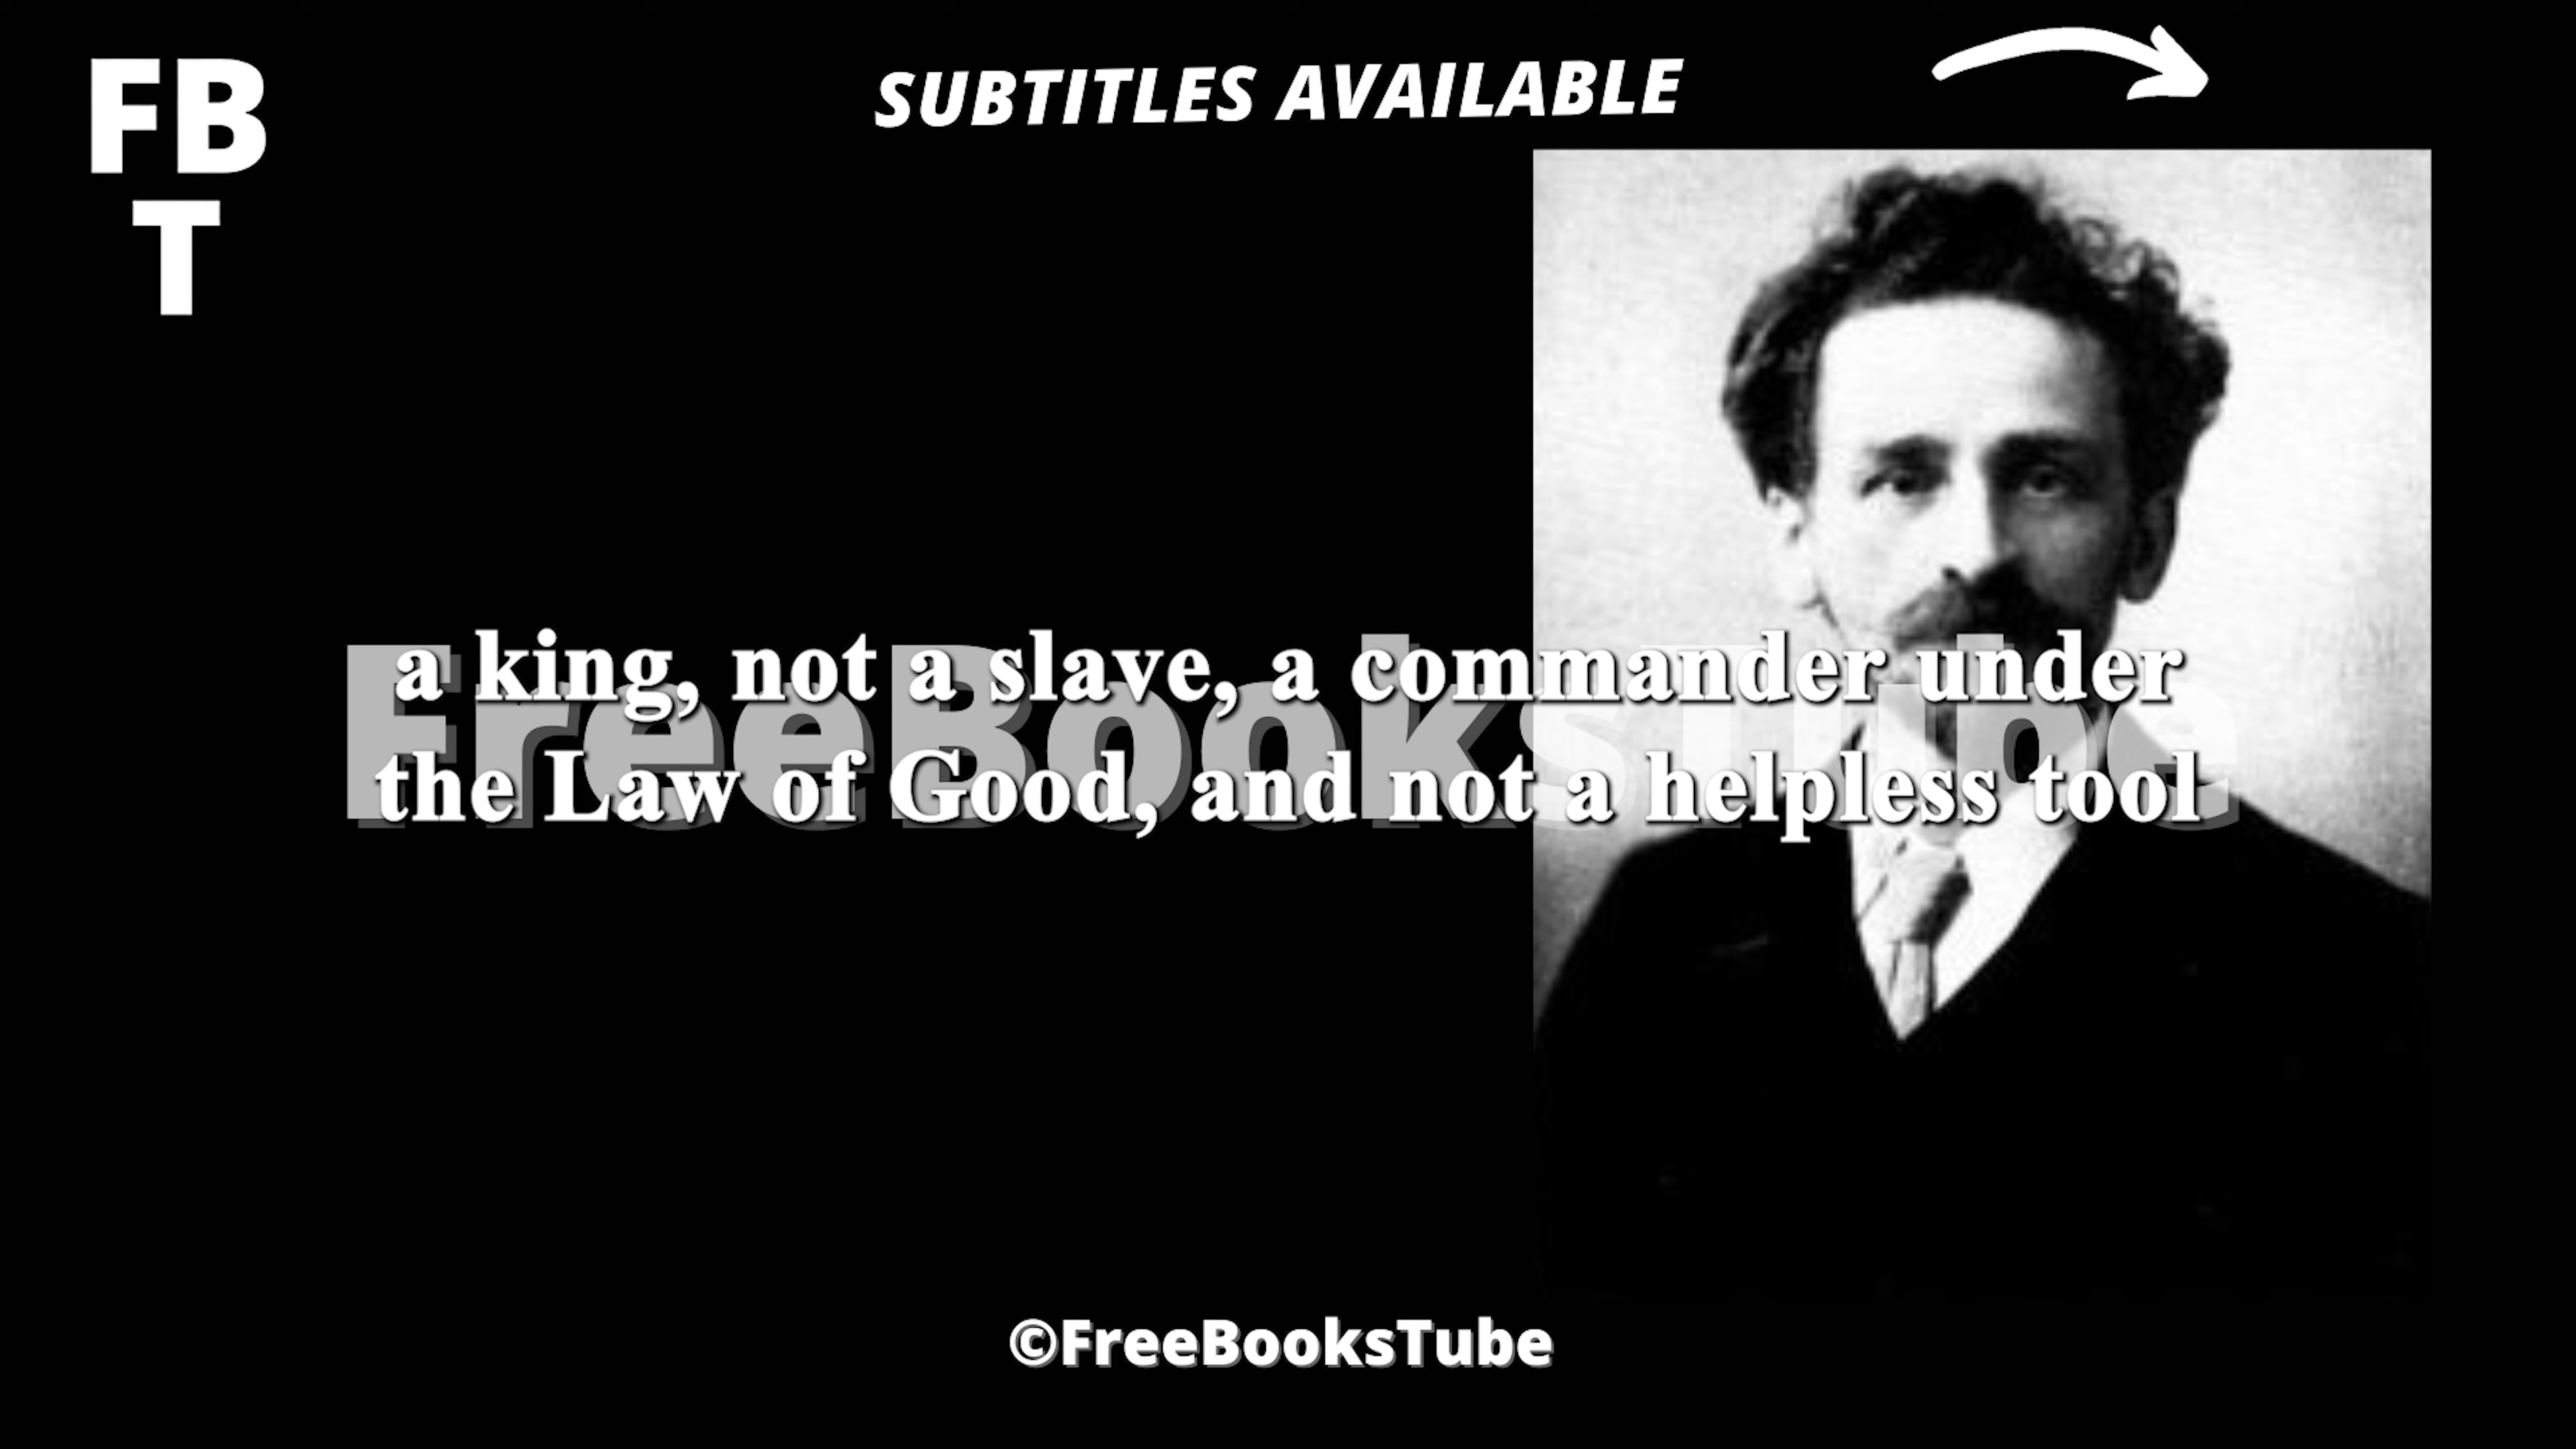 FB
T
SUBTITLES AVAILABLE
FreeBooksTube
a king, not a slave, a commander under
the Law of Good, and not a helpless tool
©FreeBooksTube